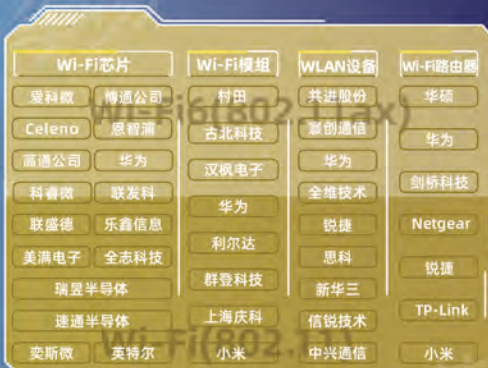 Wi-Fi芯片 Wi-Fi模组 WLAN设备 Wi-Fi路由器
爱科微 博通公司 村田 共进股份 华硕
Celeno 恩智浦 古北科技 寰创通信 华为
高通公司 华为 汉枫电子 华为 剑桥科技
科睿微 联发科 华为 全维技术 Netgear
联盛德 乐鑫信息 利尔达 锐捷 锐捷
美满电子 全志科技 群登科技 思科 TP-Link
瑞昱半导体 上海庆科 新华三 小米
速通半导体 小米 信锐技术
奕斯微 英特尔 中兴通信
Wi-Fi6(802.11ax)
Wi-Fi(802.11)